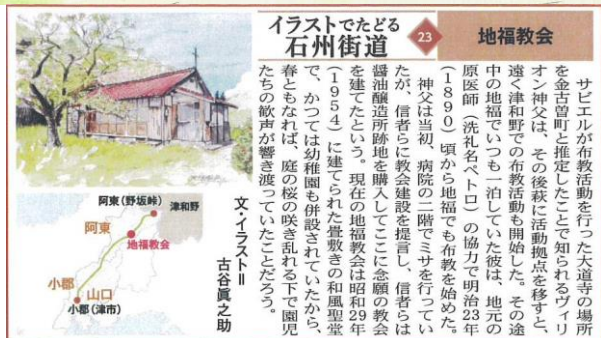 イラストでたどる
石州街道
23
地福教会
サビエルが布教活動を行った大道寺の場所
を金古曽町と推定したことで知られるヴィリ
オン神父は、その後萩に活動拠点を移すと、
遠く津和野での布教活動も開始した。その途
中の地福でいつも一泊していた彼は、地元の
原医師（洗礼名ペトロ）の協力で明治23年
（1890）頃から地福でも布教を始めた。
神父は当初、病院の二階でミサを行ってい
たが、信者らに教会建設を提言し、信者らは
醤油醸造所跡地を購入してここに念願の教会
を建てたという。現在の地福教会は昭和29年
（1954）に建てられた畳敷きの和風聖堂
で、かつては幼稚園も併設されていたから、
春ともなれば、庭の桜の咲き乱れる下で園児
たちの歓声が響き渡っていたことだろう。
文・イラスト＝
古谷眞之助
阿東（野坂峠）
津和野
阿東
地福教会
小郡
山口
小郡（津市）